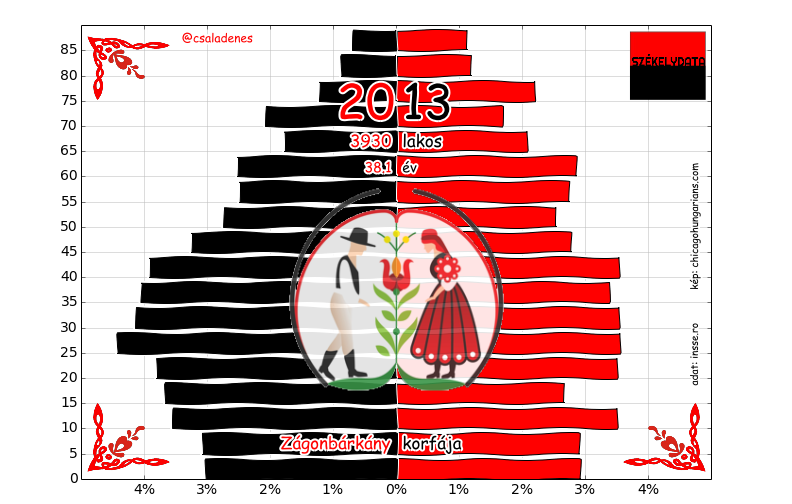 @csaladenes
SZÉKELYDATA
2013
3930 lakos
38.1 év
kép: chicagohungarians.com
adat: insse.ro
Zágonbárkány korfája
85
80
75
70
65
60
55
50
45
40
35
30
25
20
15
10
5
0
4% 3% 2% 1% 0% 1% 2% 3% 4%